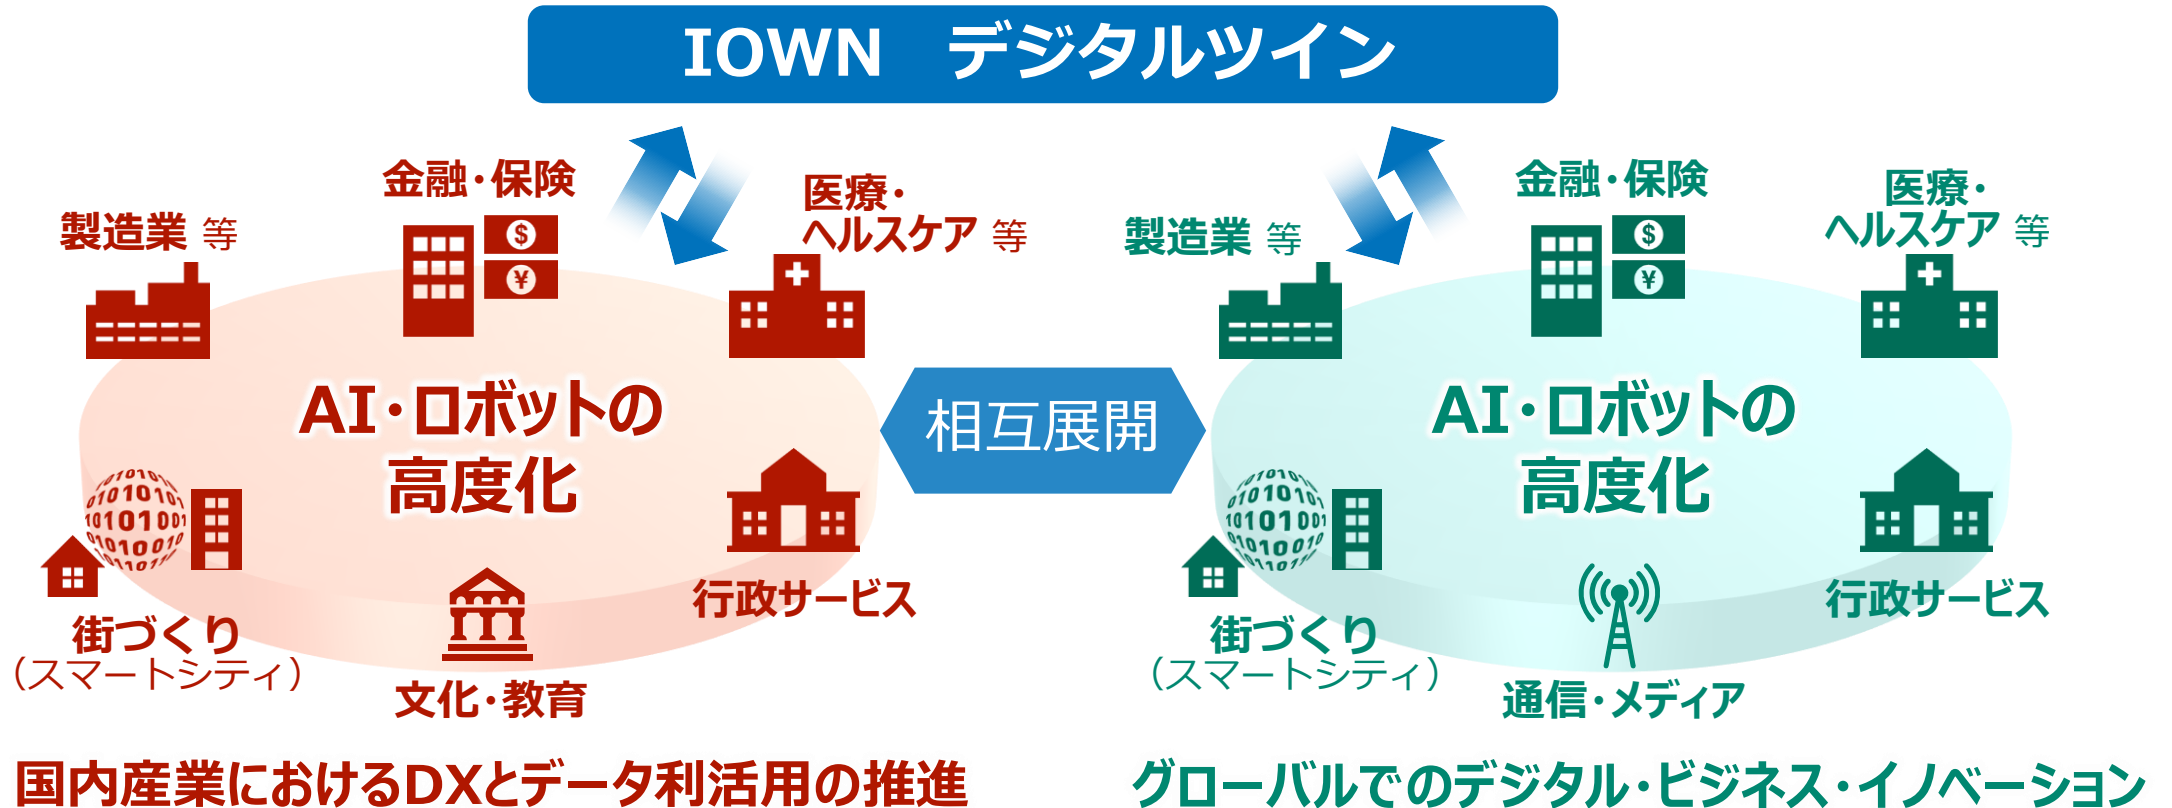 IOWN　デジタルツイン
金融・保険
医療・
ヘルスケア 等
製造業 等
$
¥
AI・ロボットの
高度化
行政サービス
街づくり
（スマートシティ）
文化・教育
国内産業におけるDXとデータ利活用の推進
相互展開
金融・保険
医療・
ヘルスケア 等
製造業 等
$
¥
AI・ロボットの
高度化
行政サービス
街づくり
（スマートシティ）
通信・メディア
グローバルでのデジタル・ビジネス・イノベーション